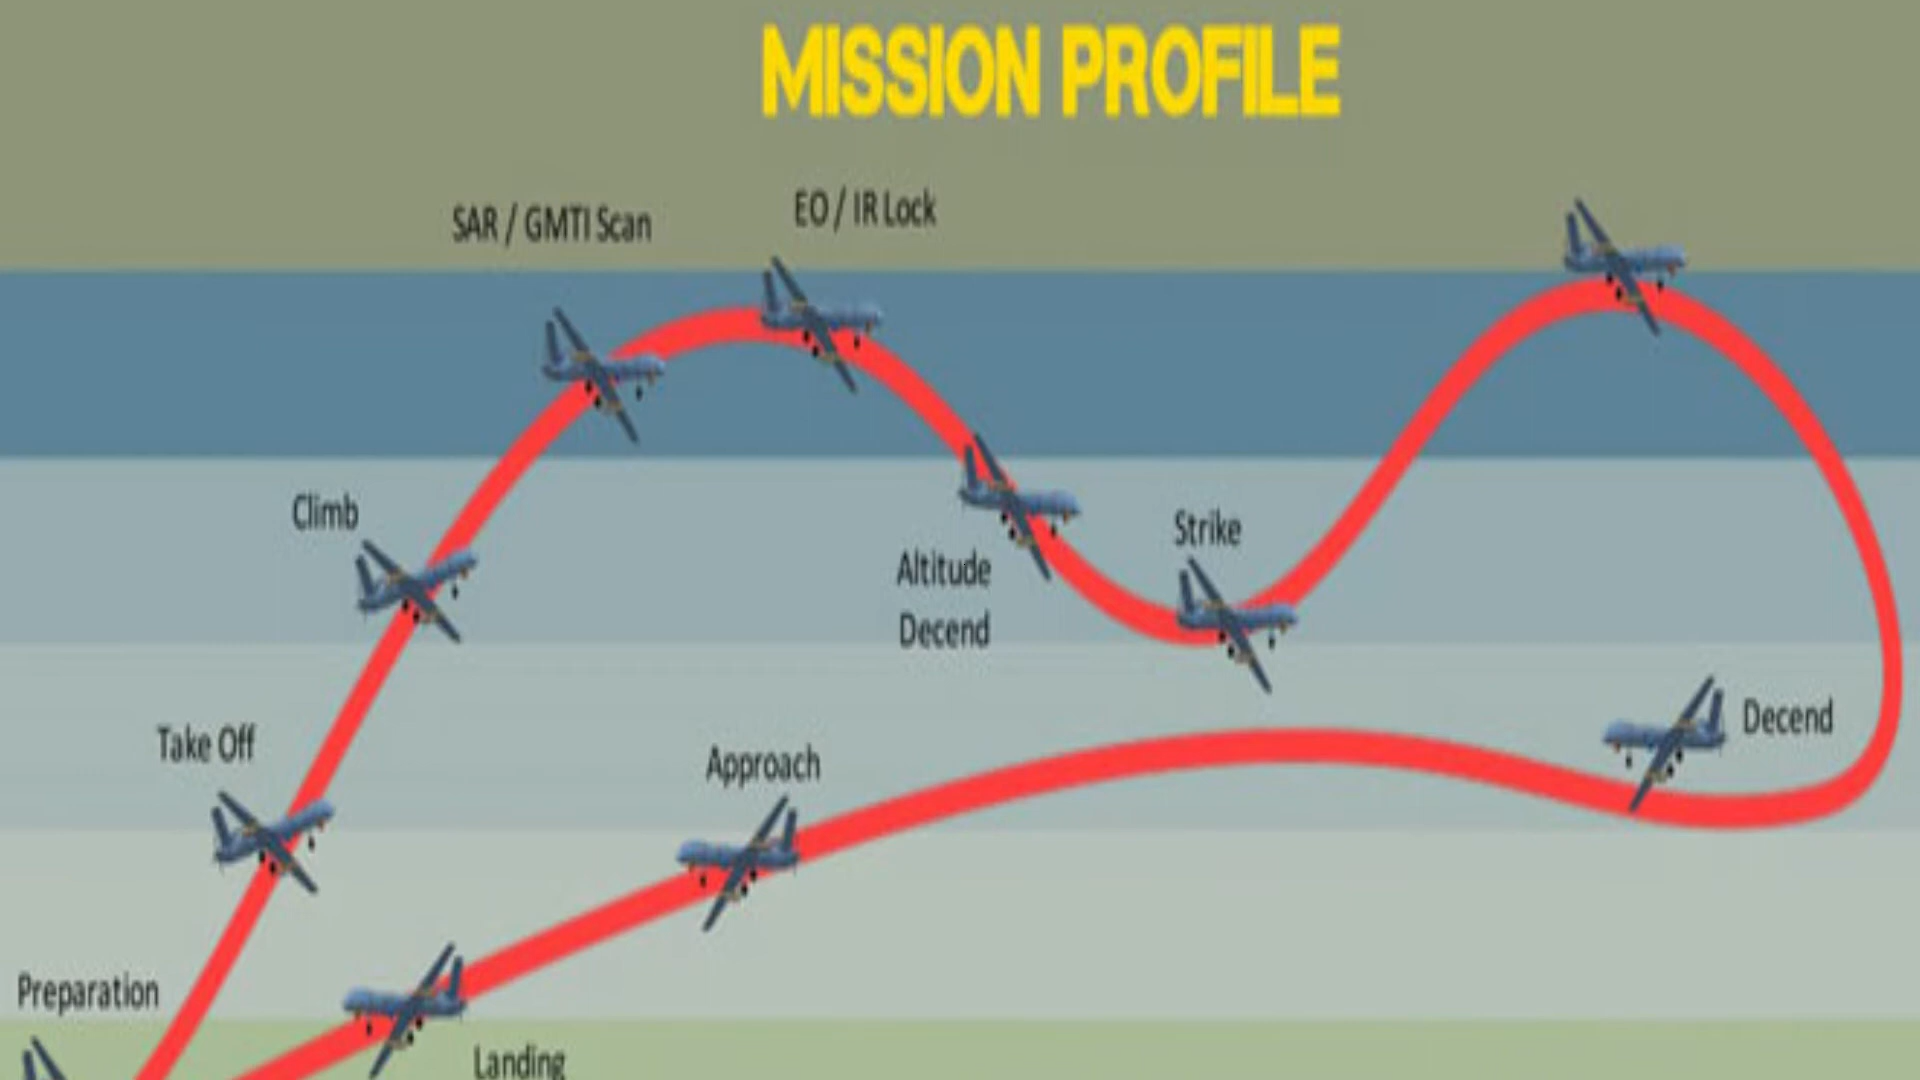 MISSION PROFILE
SAR / GMTI Scan
EO / IR Lock
Climb
Altitude
Decend
Strike
Take Off
Approach
Decend
Preparation
Landing